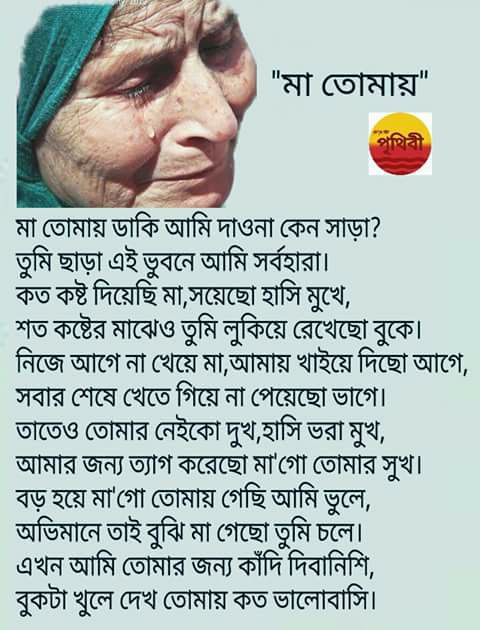 "মা তোমায়"
পৃথিবী
মা তোমায় ডাকি আমি দাওনা কেন সাড়া?
তুমি ছাড়া এই ভুবনে আমি সর্বহারা।
কত কষ্ট দিয়েছি মা,সয়েছো হাসি মুখে,
শত কষ্টের মাঝেও তুমি লুকিয়ে রেখেছো বুকে।
নিজে আগে না খেয়ে মা,আমায় খাইয়ে দিছো আগে,
সবার শেষে খেতে গিয়ে না পেয়েছো ভাগে।
তাতেও তোমার নেইকো দুখ,হাসি ভরা মুখ,
আমার জন্য ত্যাগ করেছো মা'গো তোমার সুখ।
বড় হয়ে মা'গো তোমায় গেছি আমি ভুলে,
অভিমানে তাই বুঝি মা গেছো তুমি চলে।
এখন আমি তোমার জন্য কাঁদি দিবানিশি,
বুকটা খুলে দেখ তোমায় কত ভালোবাসি।